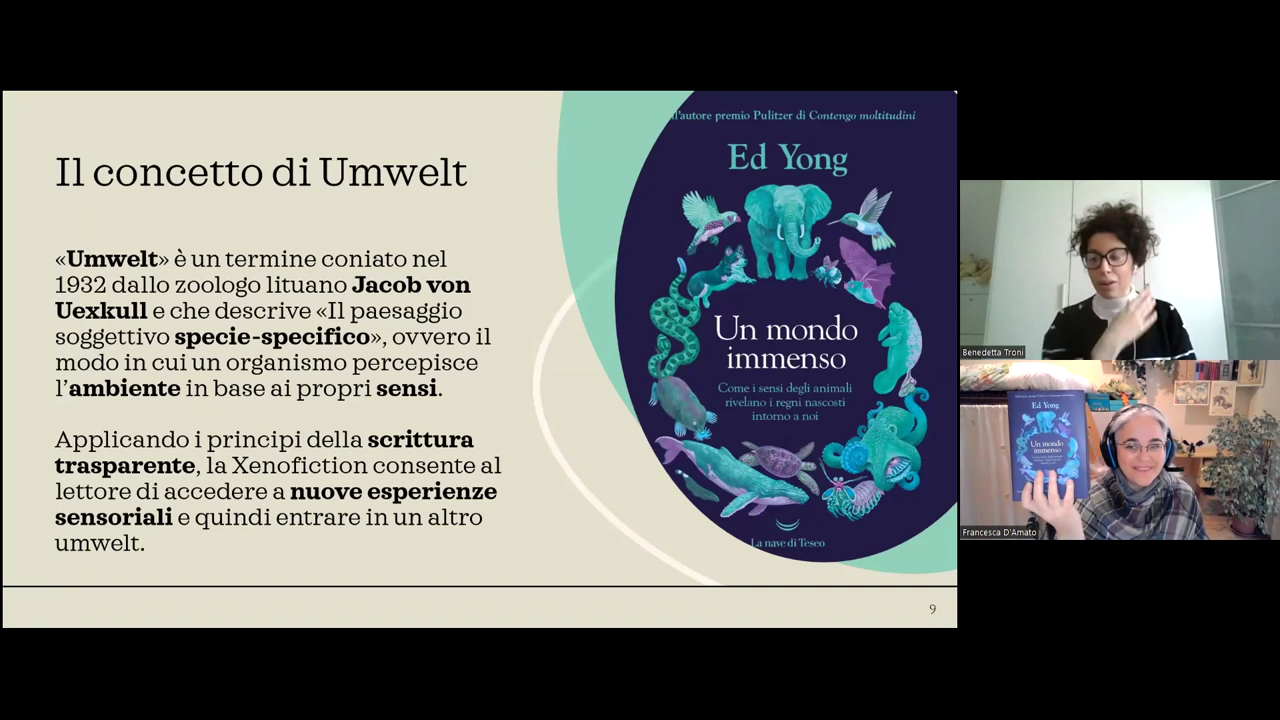 Il concetto di Umwelt
«Umwelt» è un termine coniato nel
1932 dallo zoologo lituano Jacob von
Uexkull e che descrive «Il paesaggio
soggettivo specie-specifico», ovvero il
modo in cui un organismo percepisce
l'ambiente in base ai propri sensi.
Applicando i principi della scrittura
trasparente, la Xenofiction consente al
lettore di accedere a nuove esperienze
sensoriali e quindi entrare in un altro
umwelt.
ll'autore premio Pulitzer di Contengo moltitudini
Ed Yong
Un mondo
immenso
Come i sensi degli animali
rivelano i regni nascosti
intorno a noi
La nave di Teseo
9
Benedetta Troni
Ed Yong
Un mondo
immenso
Francesca D'Amato